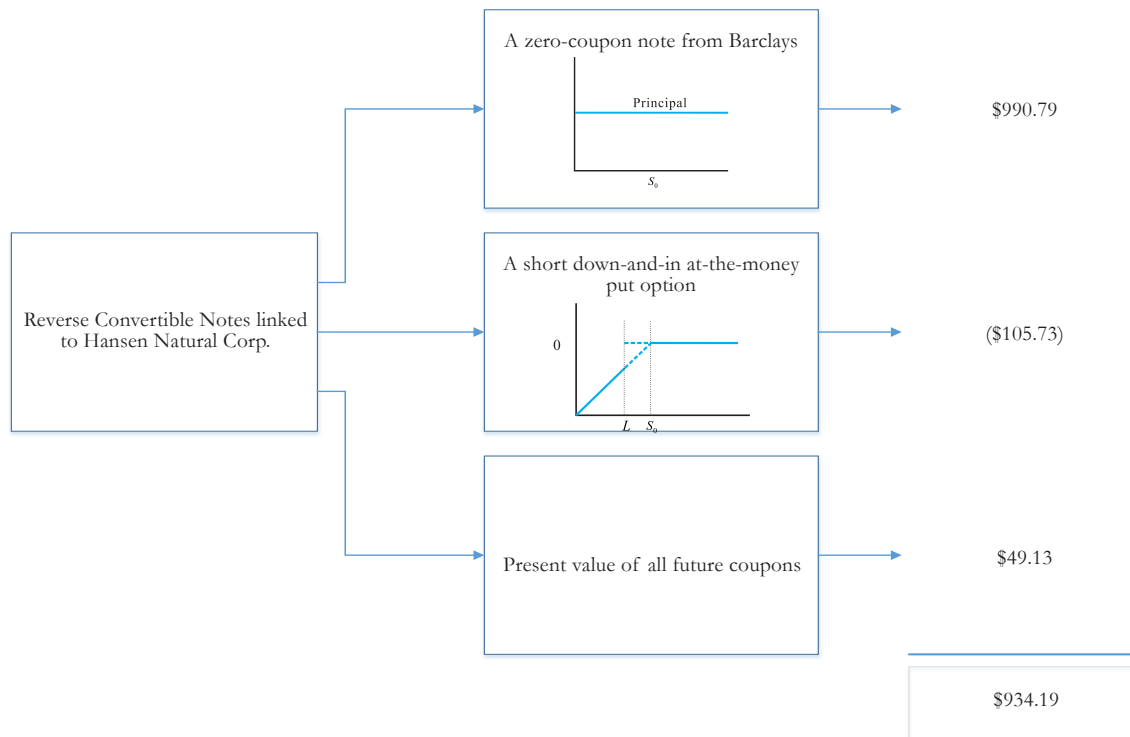 A zero-coupon note from Barclays
Principal
S₀
$990.79
Reverse Convertible Notes linked
to Hansen Natural Corp.
A short down-and-in at-the-money
put option
0
L S₀
($105.73)
Present value of all future coupons
$49.13
$934.19